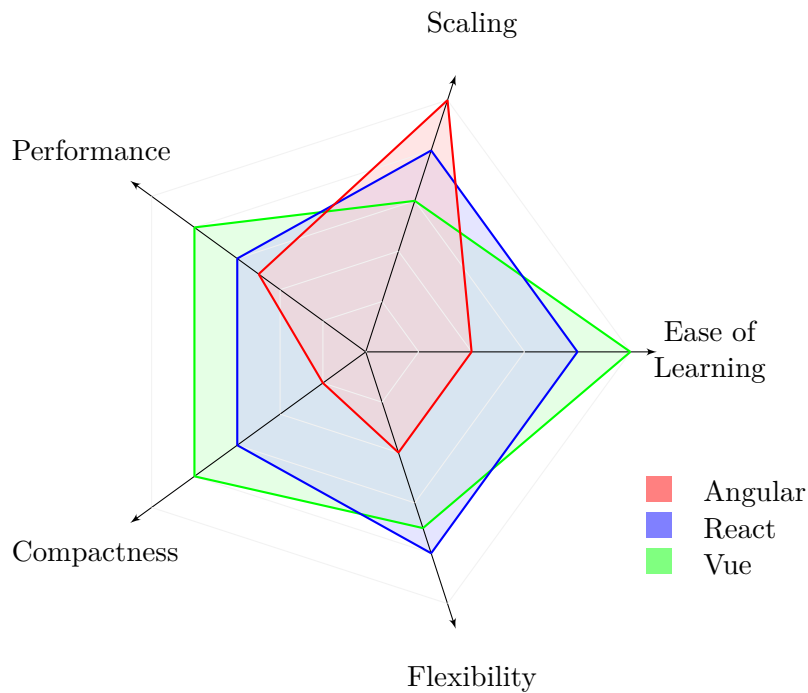 Scaling
Performance
Ease of
Learning
Angular
React
Compactness
Vue
Flexibility